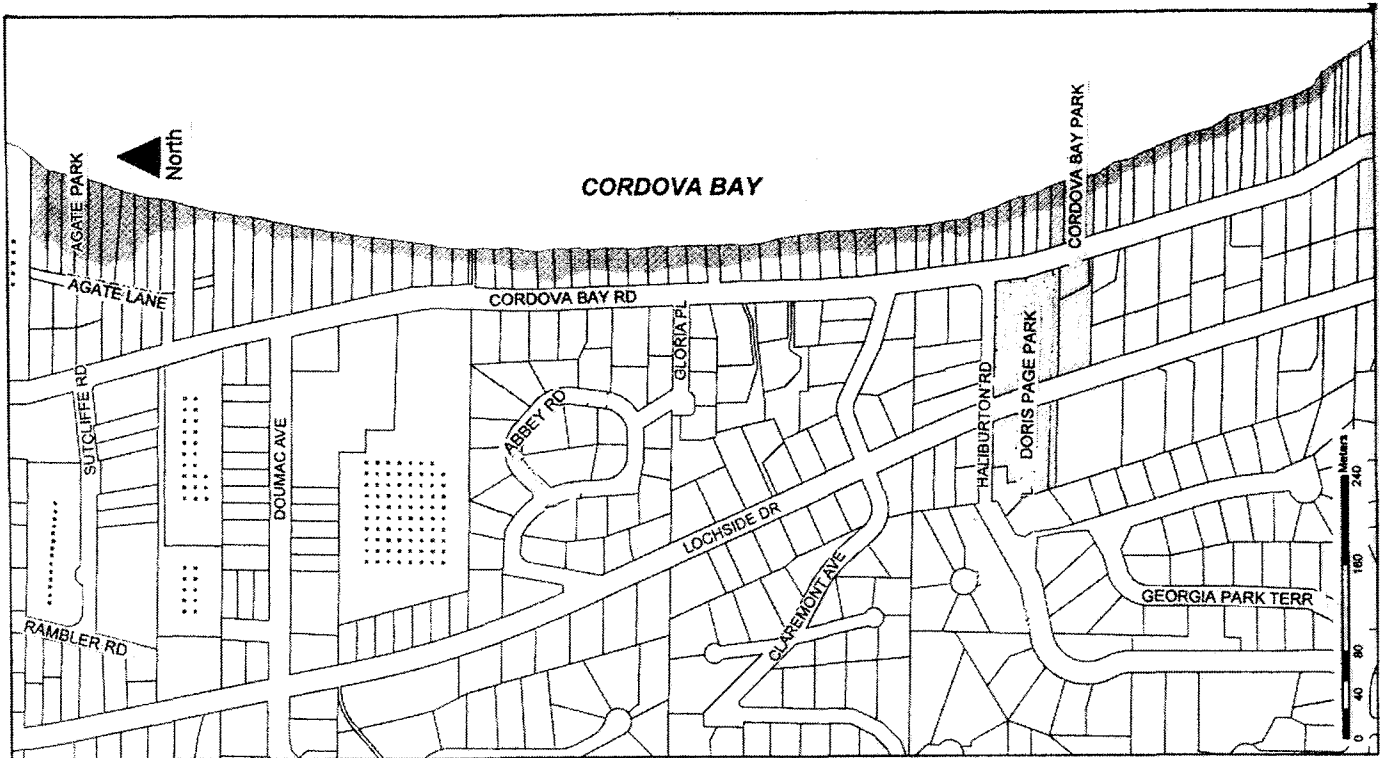 AGATE PARK
North
CORDOVA BAY
CORDOVA BAY PARK
AGATE LANE
CORDOVA BAY RD
GLORIA PL
SUTCLIFFE RD
DOUMAC AVE
ABBEY RD
HALIBURTON RD
DORIS PAGE PARK
LOCHSIDE DR
CLAREMONT AVE
RAMBLER RD
GEORGIA PARK TERR
L
Meters
0 40 80 160 240